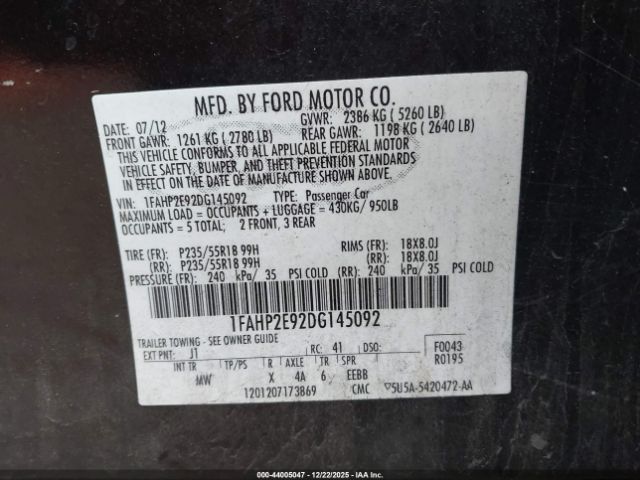 MFD. BY FORD MOTOR CO.
DATE: 07/12 GVWR: 2386 KG ( 5260 LB)
FRONT GAWR: 1261 KG ( 2780 LB) REAR GAWR: 1198 KG ( 2640 LB)
THIS VEHICLE CONFORMS TO ALL APPLICABLE FEDERAL MOTOR
VEHICLE SAFETY, BUMPER, AND THEFT PREVENTION STANDARDS
IN EFFECT ON THE DATE OF MANUFACTURE SHOWN ABOVE.
VIN: 1FAHP2E92DG145092 TYPE: Passenger Car
MAXIMUM LOAD = OCCUPANTS + LUGGAGE = 430KG/ 950LB
OCCUPANTS = 5 TOTAL; 2 FRONT, 3 REAR
TIRE (FR): P235/55R18 99H RIMS (FR): 18X8.0J
(RR): P235/55R18 99H (RR): 18X8.0J
PRESSURE (FR): 240 kPa/ 35 PSI COLD (RR): 240 kPa/ 35 PSI COLD
1FAHP2E92DG145092
TRAILER TOWING - SEE OWNER GUIDE
EXT PNT: J1 RC: 41 DSO: F0043
R0195
INT TR TP/PS R AXLE TR SPR
MW X 4A 6 EEBB
1201207173869 CMC ▽5U5A-5420472-AA
© IAA - 44005047 - 12/22/2025 - IAAI.com